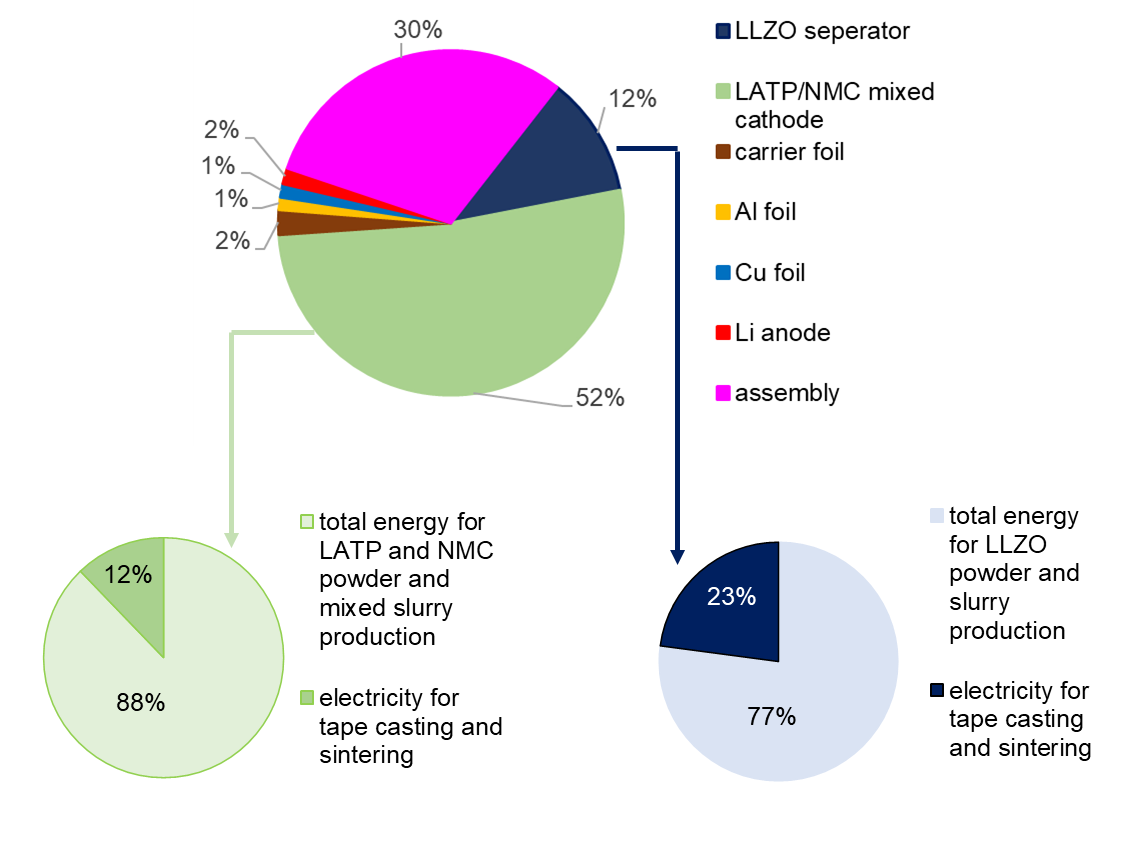 30%
12%
2%
1%
1%
2%
52%
LLZO seperator
LATP/NMC mixed
cathode
carrier foil
Al foil
Cu foil
Li anode
assembly
12%
88%
total energy for
LATP and NMC
powder and
mixed slurry
production
electricity for
tape casting and
sintering
23%
77%
total energy
for LLZO
powder and
slurry
production
electricity for
tape casting
and sintering